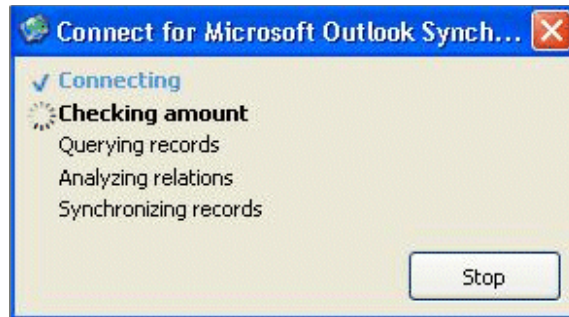 Connect for Microsoft Outlook Synch...
Connecting
Checking amount
Querying records
Analyzing relations
Synchronizing records
Stop